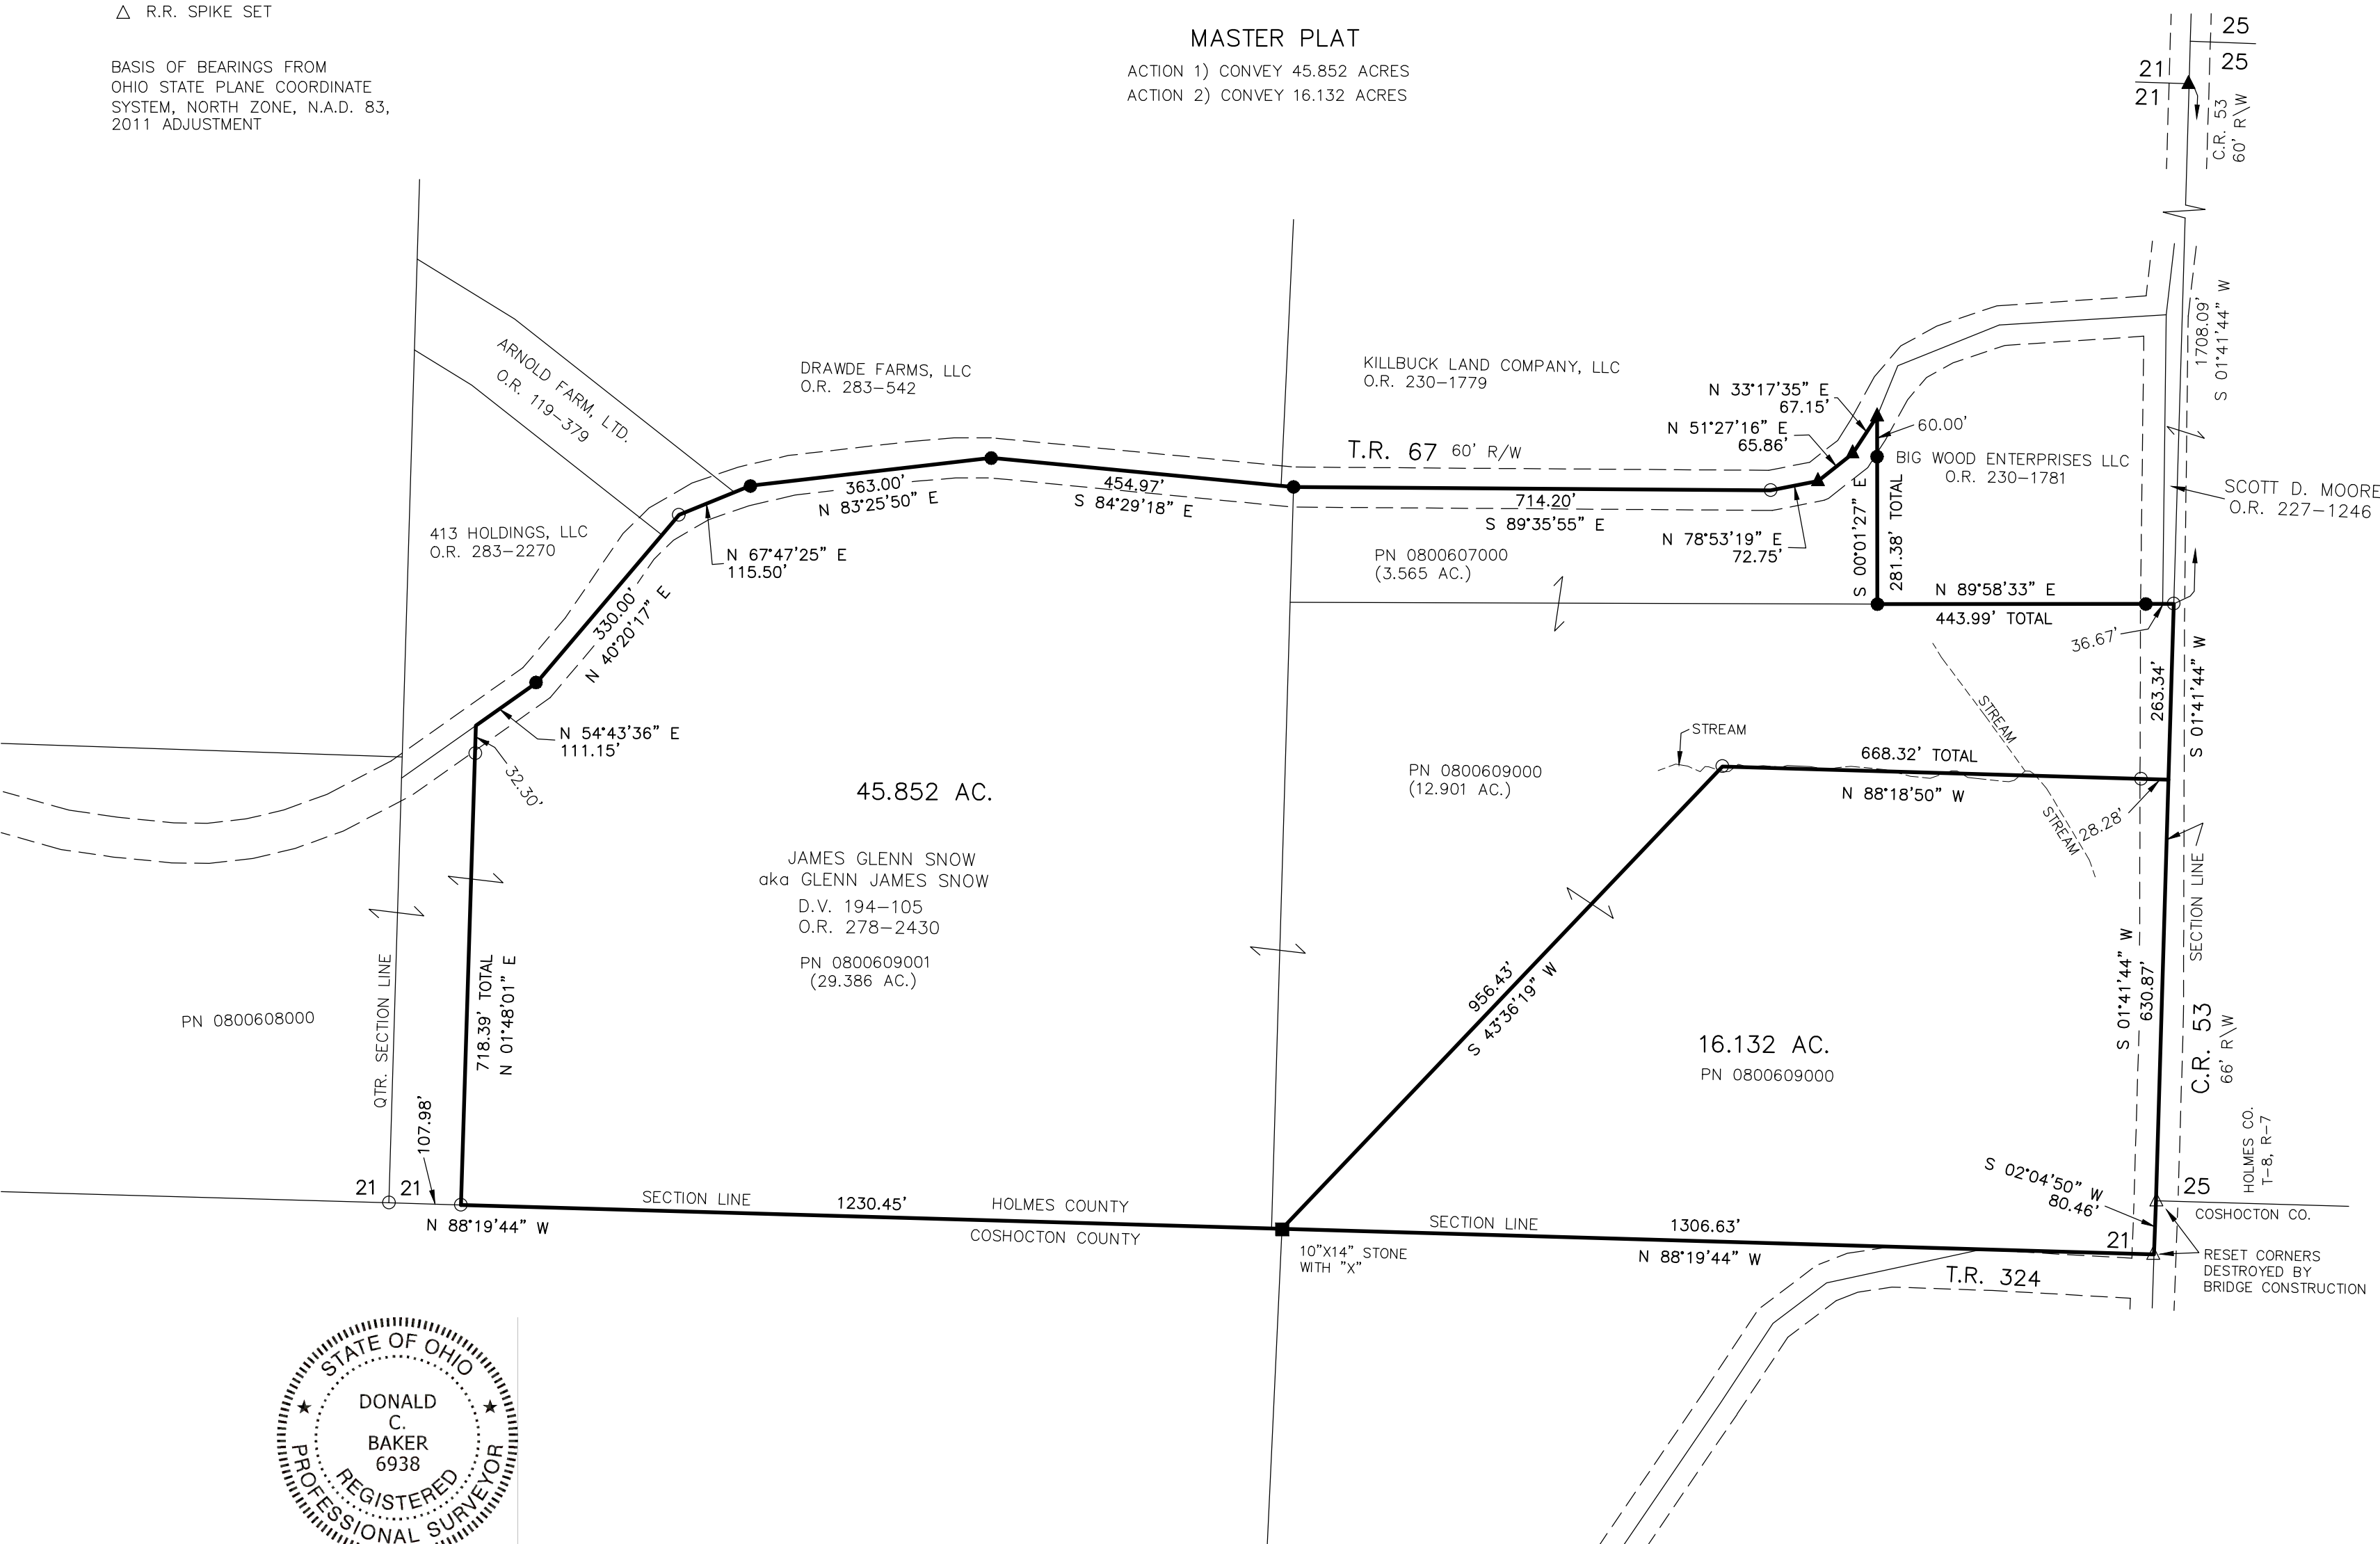 △ R.R. SPIKE SET
BASIS OF BEARINGS FROM
OHIO STATE PLANE COORDINATE
SYSTEM, NORTH ZONE, N.A.D. 83,
2011 ADJUSTMENT
MASTER PLAT
ACTION 1) CONVEY 45.852 ACRES
ACTION 2) CONVEY 16.132 ACRES
25
25
21
21
C.R. 53
60' R\W
1708.09'
S 01°41'44" W
ARNOLD FARM, LTD.
O.R. 119-379
DRAWDE FARMS, LLC
O.R. 283-542
KILLBUCK LAND COMPANY, LLC
O.R. 230-1779
N 33°17'35" E
67.15'
N 51°27'16" E
65.86'
60.00'
T.R. 67 60' R/W
BIG WOOD ENTERPRISES LLC
O.R. 230-1781
SCOTT D. MOORE
O.R. 227-1246
363.00'
N 83°25'50" E
454.97'
S 84°29'18" E
714.20'
S 89°35'55" E
N 78°53'19" E
72.75'
S 00°01'27" E
281.38' TOTAL
413 HOLDINGS, LLC
O.R. 283-2270
N 67°47'25" E
115.50'
PN 0800607000
(3.565 AC.)
N 89°58'33" E
443.99' TOTAL
36.67'
330.00'
N 40°20'17" E
263.34'
S 01°41'44" W
N 54°43'36" E
111.15'
32.30'
STREAM
STREAM
STREAM
668.32' TOTAL
N 88°18'50" W
28.28'
PN 0800609000
(12.901 AC.)
45.852 AC.
JAMES GLENN SNOW
aka GLENN JAMES SNOW
D.V. 194-105
O.R. 278-2430
PN 0800609001
(29.386 AC.)
SECTION LINE
S 01°41'44" W
630.87'
956.43'
S 43°36'19" W
QTR. SECTION LINE
718.39' TOTAL
N 01°48'01" E
PN 0800608000
16.132 AC.
PN 0800609000
C.R. 53
66' R\W
HOLMES CO.
T-8, R-7
107.98'
21
21
N 88°19'44" W
SECTION LINE
1230.45'
HOLMES COUNTY
COSHOCTON COUNTY
SECTION LINE
1306.63'
N 88°19'44" W
S 02°04'50" W
80.46'
25
COSHOCTON CO.
21
10"X14" STONE
WITH "X"
T.R. 324
RESET CORNERS
DESTROYED BY
BRIDGE CONSTRUCTION
STATE OF OHIO
DONALD
C.
BAKER
6938
REGISTERED
PROFESSIONAL SURVEYOR